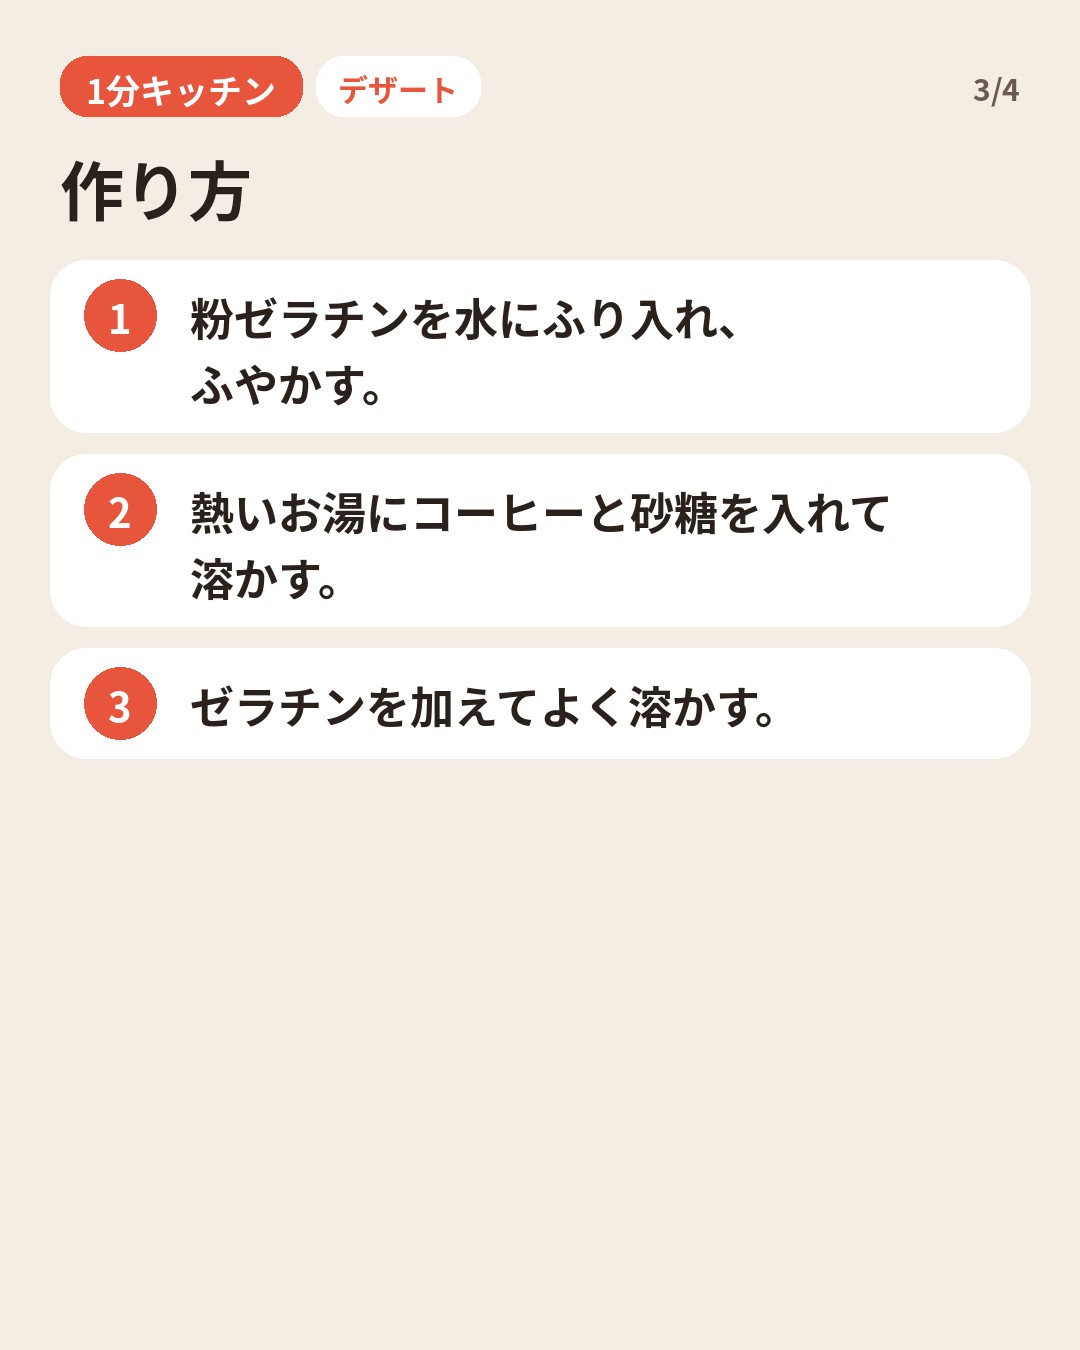 1分キッチン デザート 3/4
作り方
1 粉ゼラチンを水にふり入れ、
ふやかす。
2 熱いお湯にコーヒーと砂糖を入れて
溶かす。
3 ゼラチンを加えてよく溶かす。